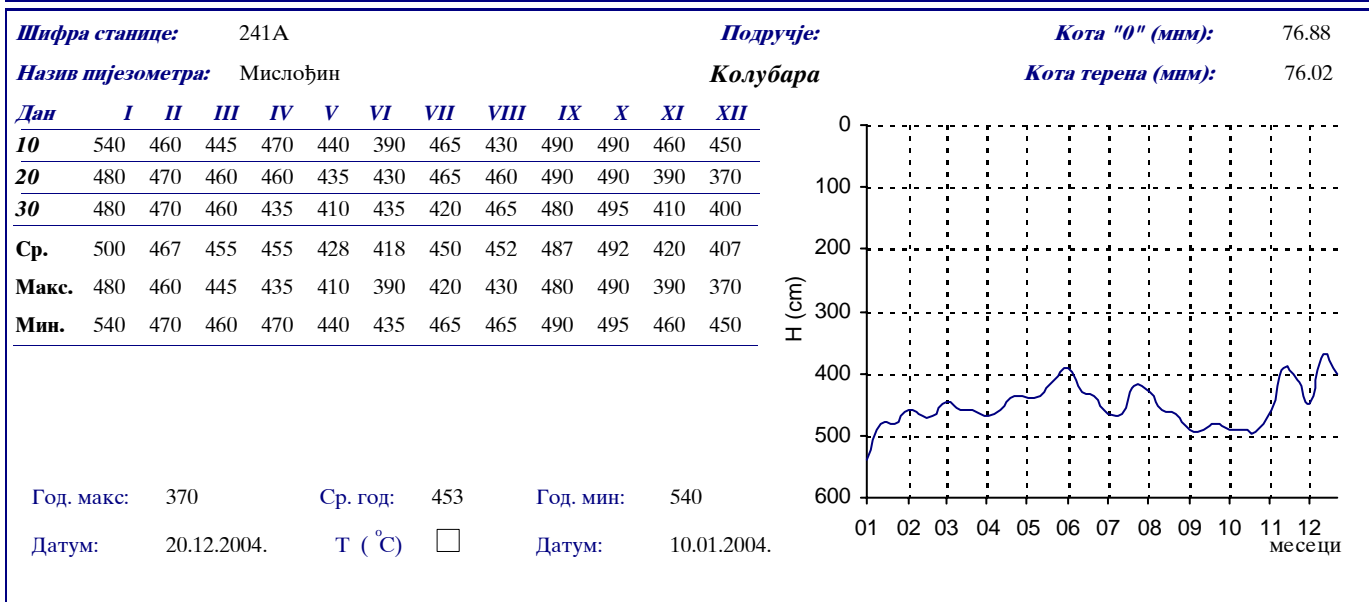 Шифра станице: 241А Подручје: Кота "0" (мнм): 76.88
Назив пијезометра: Мислођин Колубара Кота терена (мнм): 76.02
Дан I II III IV V VI VII VIII IX X XI XII
10 540 460 445 470 440 390 465 430 490 490 460 450
20 480 470 460 460 435 430 465 460 490 490 390 370
30 480 470 460 435 410 435 420 465 480 495 410 400
Ср. 500 467 455 455 428 418 450 452 487 492 420 407
Макс. 480 460 445 435 410 390 420 430 480 490 390 370
Мин. 540 470 460 470 440 435 465 465 490 495 460 450
Год. макс: 370 Ср. год: 453 Год. мин: 540
Датум: 20.12.2004. Т ( °C) Датум: 10.01.2004.
H (cm)
0
100
200
300
400
500
600
01 02 03 04 05 06 07 08 09 10 11 12
месеци